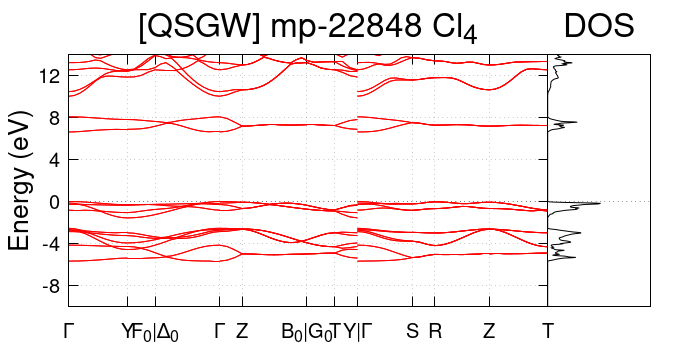 [QSGW] mp-22848 Cl4 DOS
Energy (eV)
12
8
4
0
-4
-8
Γ YF0|Δ0 Γ Z B0|G0TY|Γ S R Z T